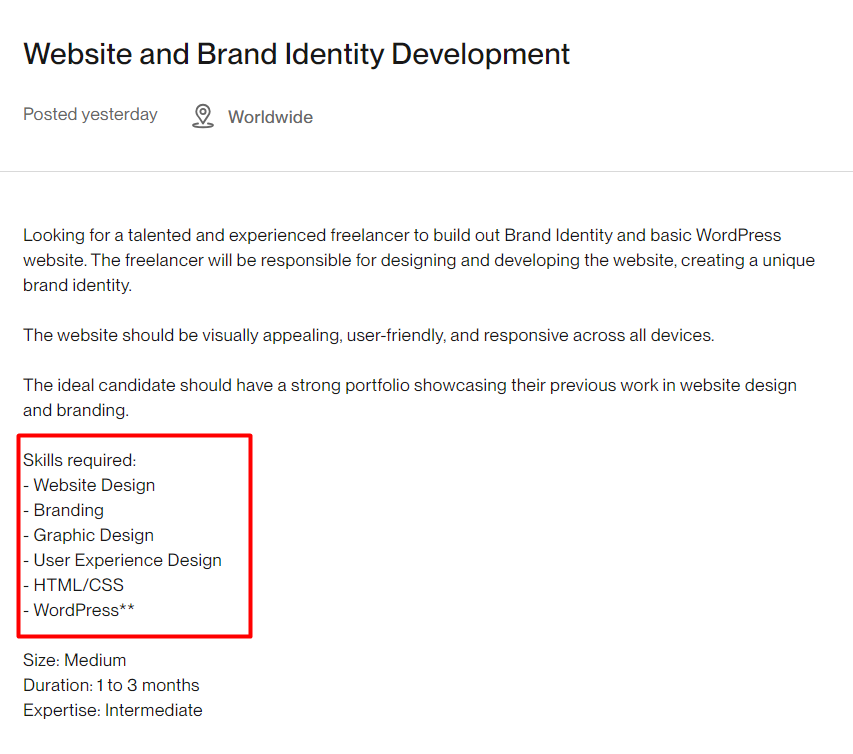 Website and Brand Identity Development
Posted yesterday Worldwide
Looking for a talented and experienced freelancer to build out Brand Identity and basic WordPress
website. The freelancer will be responsible for designing and developing the website, creating a unique
brand identity.
The website should be visually appealing, user-friendly, and responsive across all devices.
The ideal candidate should have a strong portfolio showcasing their previous work in website design
and branding.
Skills required:
- Website Design
- Branding
- Graphic Design
- User Experience Design
- HTML/CSS
- WordPress**
Size: Medium
Duration: 1 to 3 months
Expertise: Intermediate